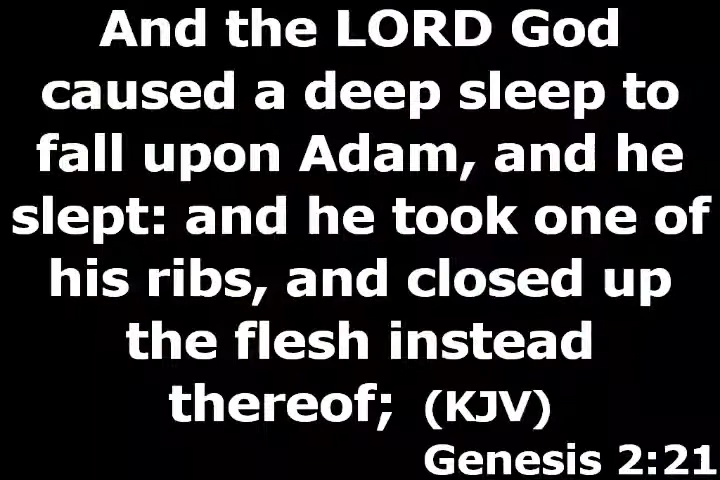 And the LORD God
caused a deep sleep to
fall upon Adam, and he
slept: and he took one of
his ribs, and closed up
the flesh instead
thereof; (KJV)
Genesis 2:21